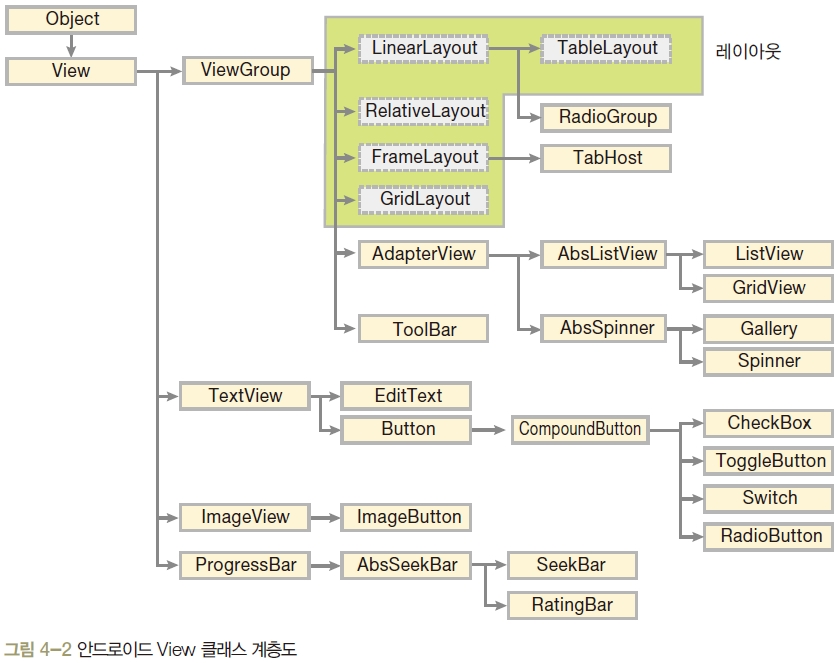 Object
View
ViewGroup
LinearLayout
TableLayout
레이아웃
RelativeLayout
RadioGroup
FrameLayout
TabHost
GridLayout
AdapterView
AbsListView
ListView
GridView
ToolBar
AbsSpinner
Gallery
Spinner
TextView
EditText
Button
CompoundButton
CheckBox
ToggleButton
Switch
RadioButton
ImageView
ImageButton
ProgressBar
AbsSeekBar
SeekBar
RatingBar
그림 4-2 안드로이드 View 클래스 계층도